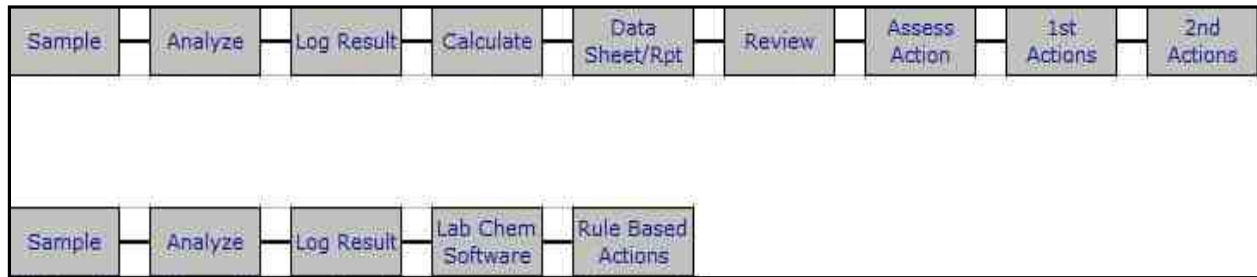 Sample
Analyze
Log Result
Calculate
Data
Sheet/Rpt
Review
Assess
Action
1st
Actions
2nd
Actions
Sample
Analyze
Log Result
Lab Chem
Software
Rule Based
Actions